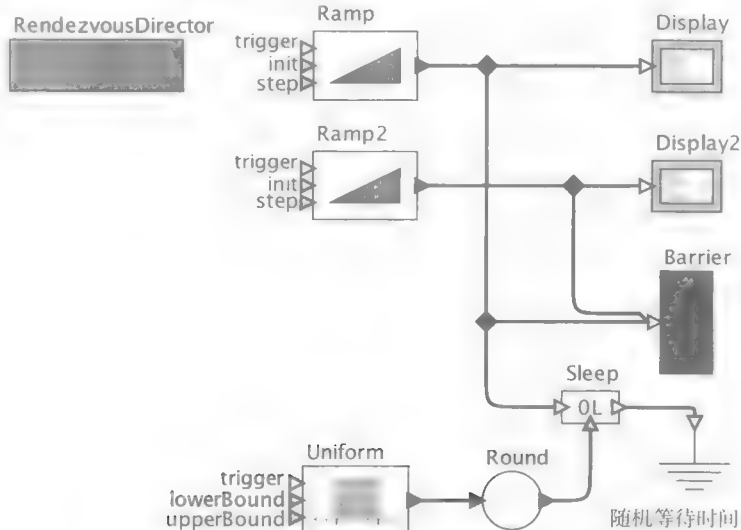 RendezvousDirector
Ramp
trigger
init
step
Display
Ramp2
trigger
init
step
Display2
Barrier
Sleep
OL
Uniform
trigger
lowerBound
upperBound
Round
随机等待时间